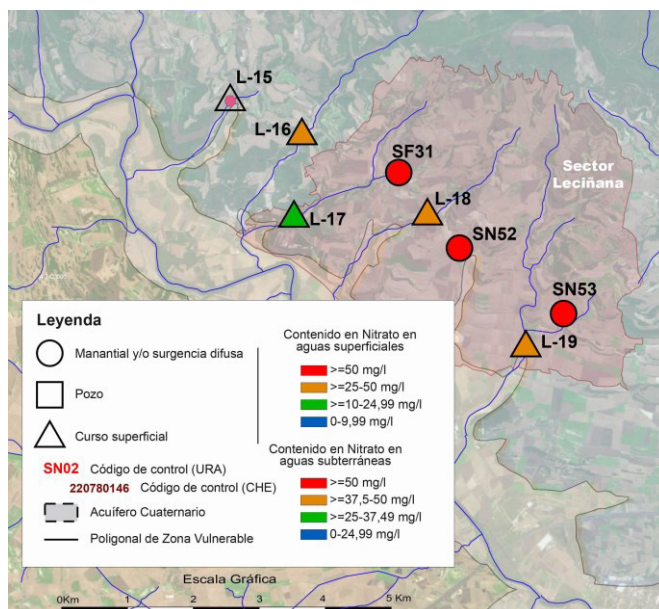 L-15
L-16
SF31
Sector
Leciñana
L-18
L-17
SN52
SN53
L-19
Leyenda
Manantial y/o surgencia difusa
Pozo
Curso superficial
SN02 Código de control (URA)
220780146 Código de control (CHE)
Acuífero Cuaternario
Poligonal de Zona Vulnerable
Contenido en Nitrato en
aguas superficiales
>=50 mg/l
>=25-50 mg/l
>=10-24,99 mg/l
0-9,99 mg/l
Contenido en Nitrato en
aguas subterráneas
>=50 mg/l
>=37,5-50 mg/l
>=25-37,49 mg/l
0-24,99 mg/l
Escala Gráfica
0Km 1 2 3 4 5 Km